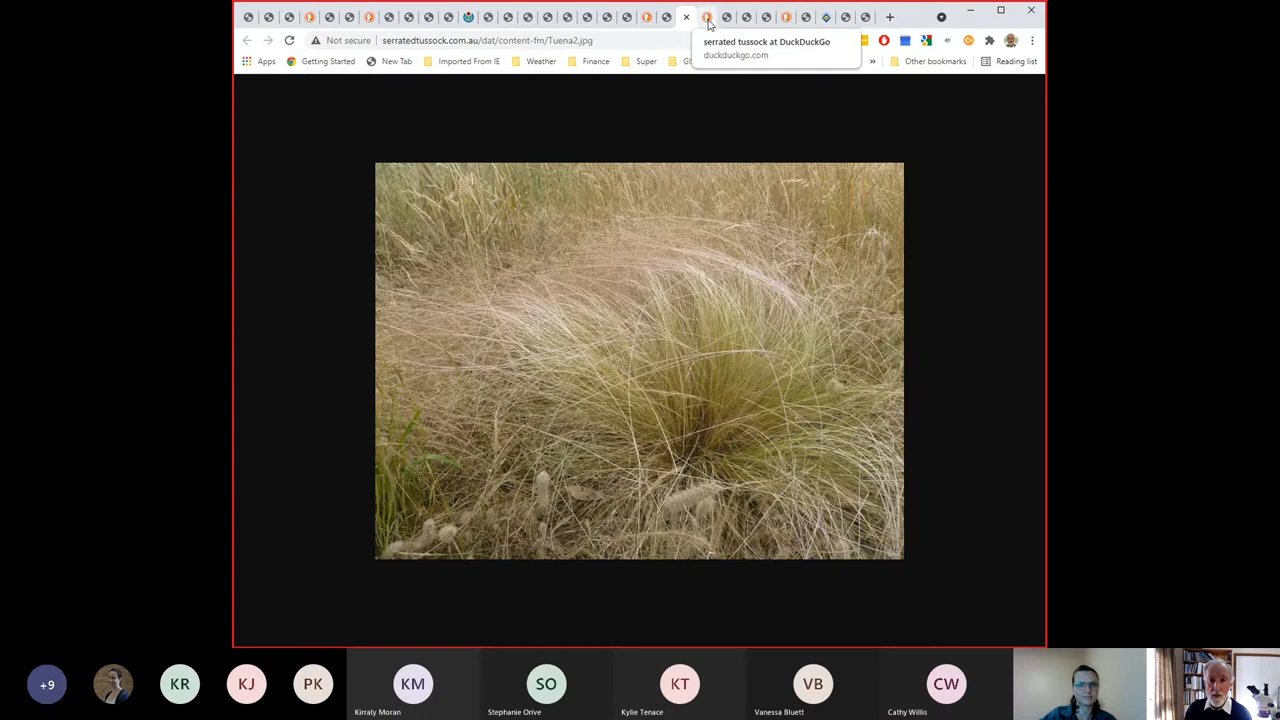 Not secure
serratedtussock.com.au/dat/content-fm/Tuena2.jpg
serrated tussock at DuckDuckGo
duckduckgo.com
Apps
Getting Started
New Tab
Imported From IE
Weather
Finance
Super
Other bookmarks
Reading list
+9
KR
KJ
PK
KM
SO
KT
VB
CW
Kirraly Moran
Stephanie Orive
Kylie Tenace
Vanessa Bluett
Cathy Willis